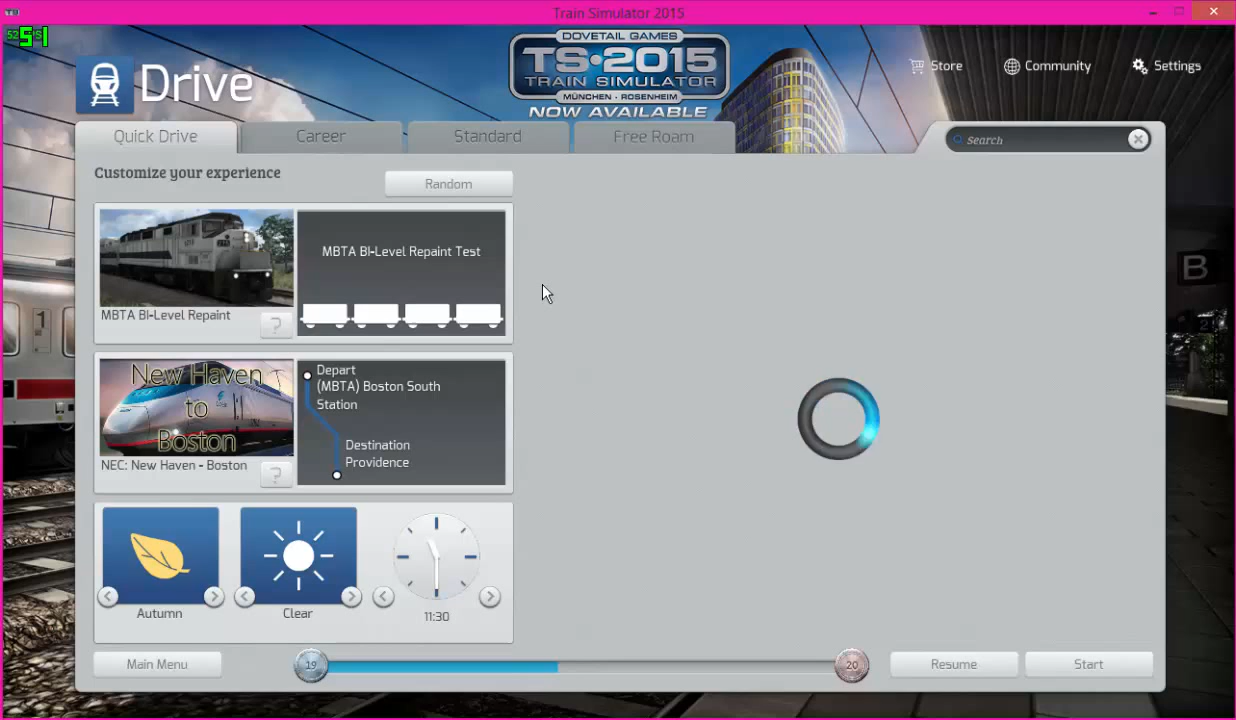 Train Simulator 2015
DOVETAIL GAMES
TS·2015
TRAIN SIMULATOR
MÜNCHEN · ROSENHEIM
NOW AVAILABLE
Drive
Store
Community
Settings
Quick Drive
Career
Standard
Free Roam
Search
Customize your experience
Random
MBTA Bi-Level Repaint Test
MBTA Bi-Level Repaint
?
New Haven
to
Boston
NEC: New Haven - Boston
?
Depart
(MBTA) Boston South
Station
Destination
Providence
Autumn
Clear
11:30
Main Menu
19
20
Resume
Start
1
B